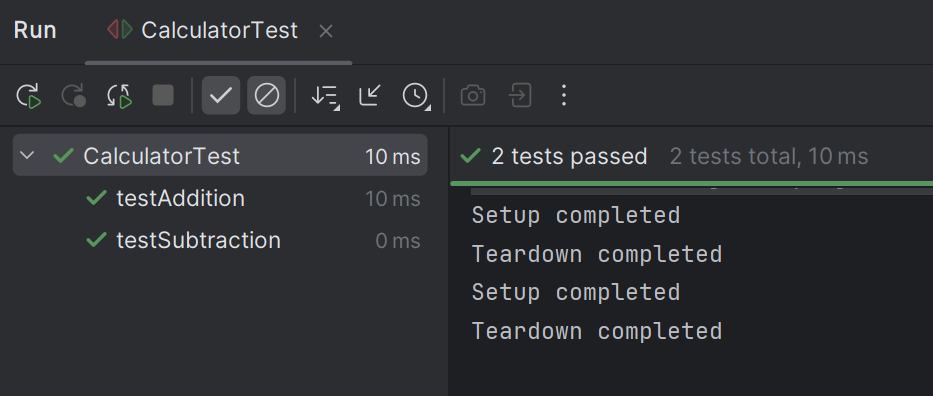 Run CalculatorTest
CalculatorTest 10 ms
testAddition 10 ms
testSubtraction 0 ms
2 tests passed 2 tests total, 10 ms
Setup completed
Teardown completed
Setup completed
Teardown completed